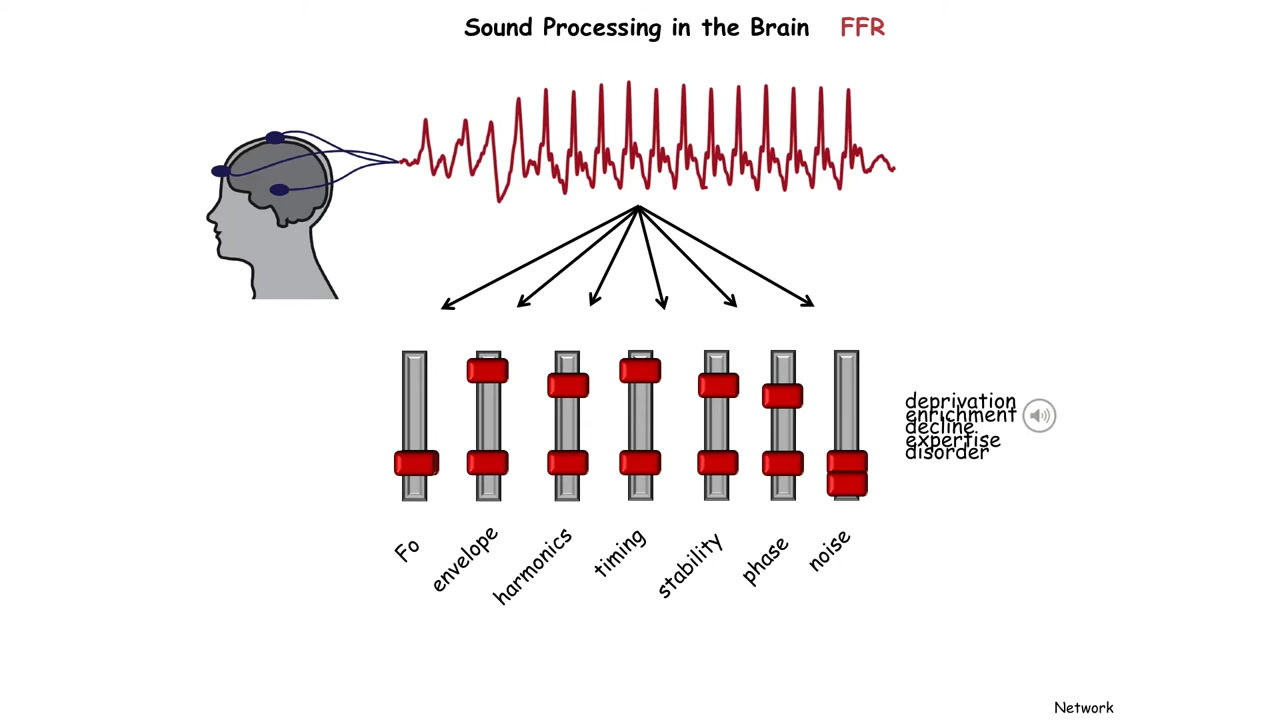 Sound Processing in the Brain FFR
deprivation
enrichment
decline
expertise
disorder
Fo
envelope
harmonics
timing
stability
phase
noise
Network